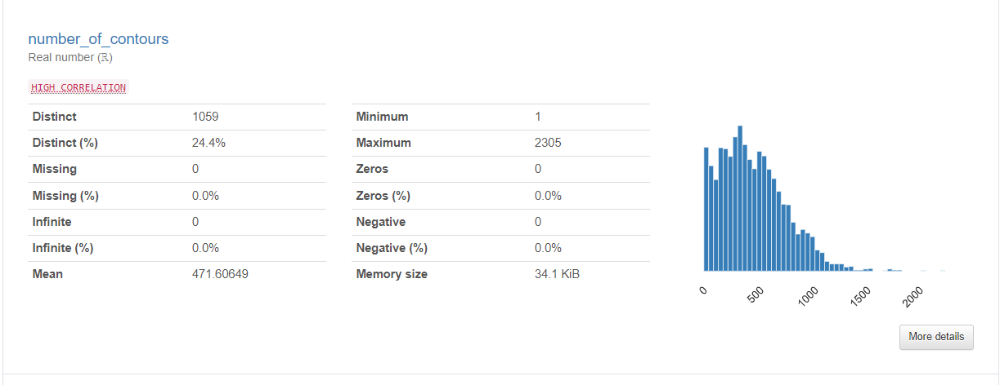 number_of_contours
Real number (ℝ)
HIGH CORRELATION
Distinct 1059
Distinct (%) 24.4%
Missing 0
Missing (%) 0.0%
Infinite 0
Infinite (%) 0.0%
Mean 471.60649
Minimum 1
Maximum 2305
Zeros 0
Zeros (%) 0.0%
Negative 0
Negative (%) 0.0%
Memory size 34.1 KiB
0 500 1000 1500 2000
More details